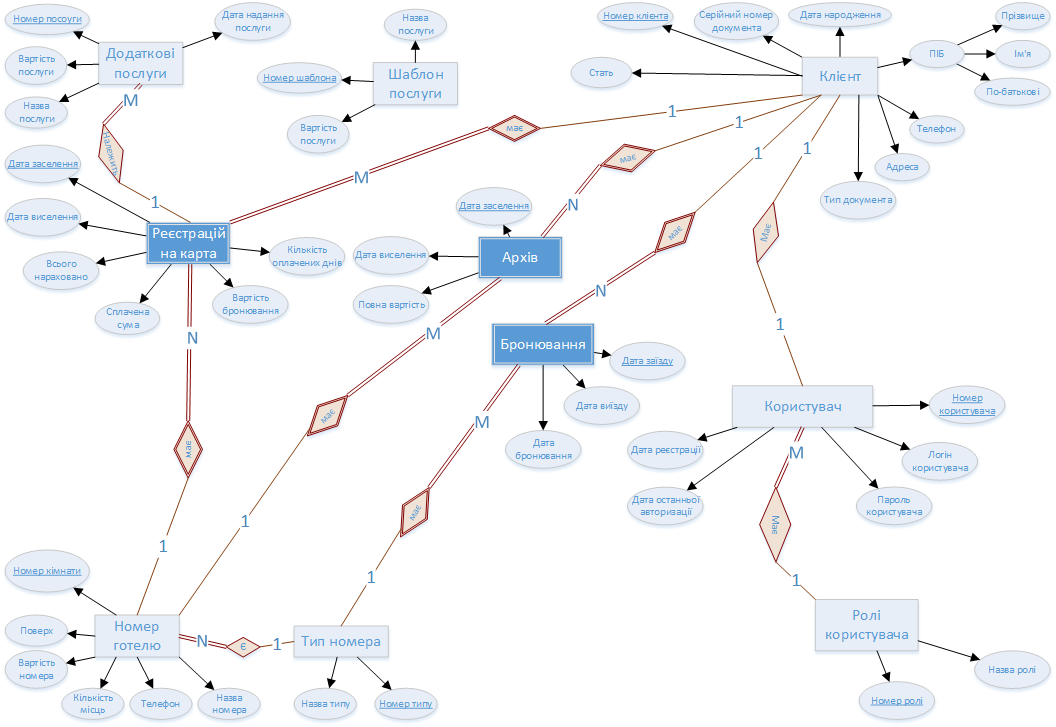 Номер посоуги
Дата надання
послуги
Вартість
послуги
Назва
послуги
Додаткові
послуги
M
Належить
1
Назва
послуги
Номер шаблона
Вартість
послуги
Шаблон
послуги
Номер клієнта
Серійний номер
документа
Дата народження
Прізвище
ПІБ
Ім'я
По-батькові
Стать
Клієнт
Телефон
Адреса
Тип документа
1
має
M
1
має
N
1
має
N
1
Має
1
Дата заселення
Дата виселення
Всього
нараховано
Сплачена
сума
Вартість
бронювання
Кількість
оплачених днів
Реєстрацій
на карта
Дата заселення
Дата виселення
Повна вартість
Архів
M
має
1
Бронювання
Дата заїзду
Дата виїзду
Дата
бронювання
M
має
1
N
має
1
Користувач
Номер
користувача
Логін
користувача
Пароль
користувача
Дата реєстрації
Дата останньої
авторизації
M
Має
1
Номер кімнати
Поверх
Вартість
номера
Кількість
місць
Телефон
Назва
номера
Номер
готелю
N
Є
1
Тип номера
Назва типу
Номер типу
Ролі
користувача
Назва ролі
Номер ролі